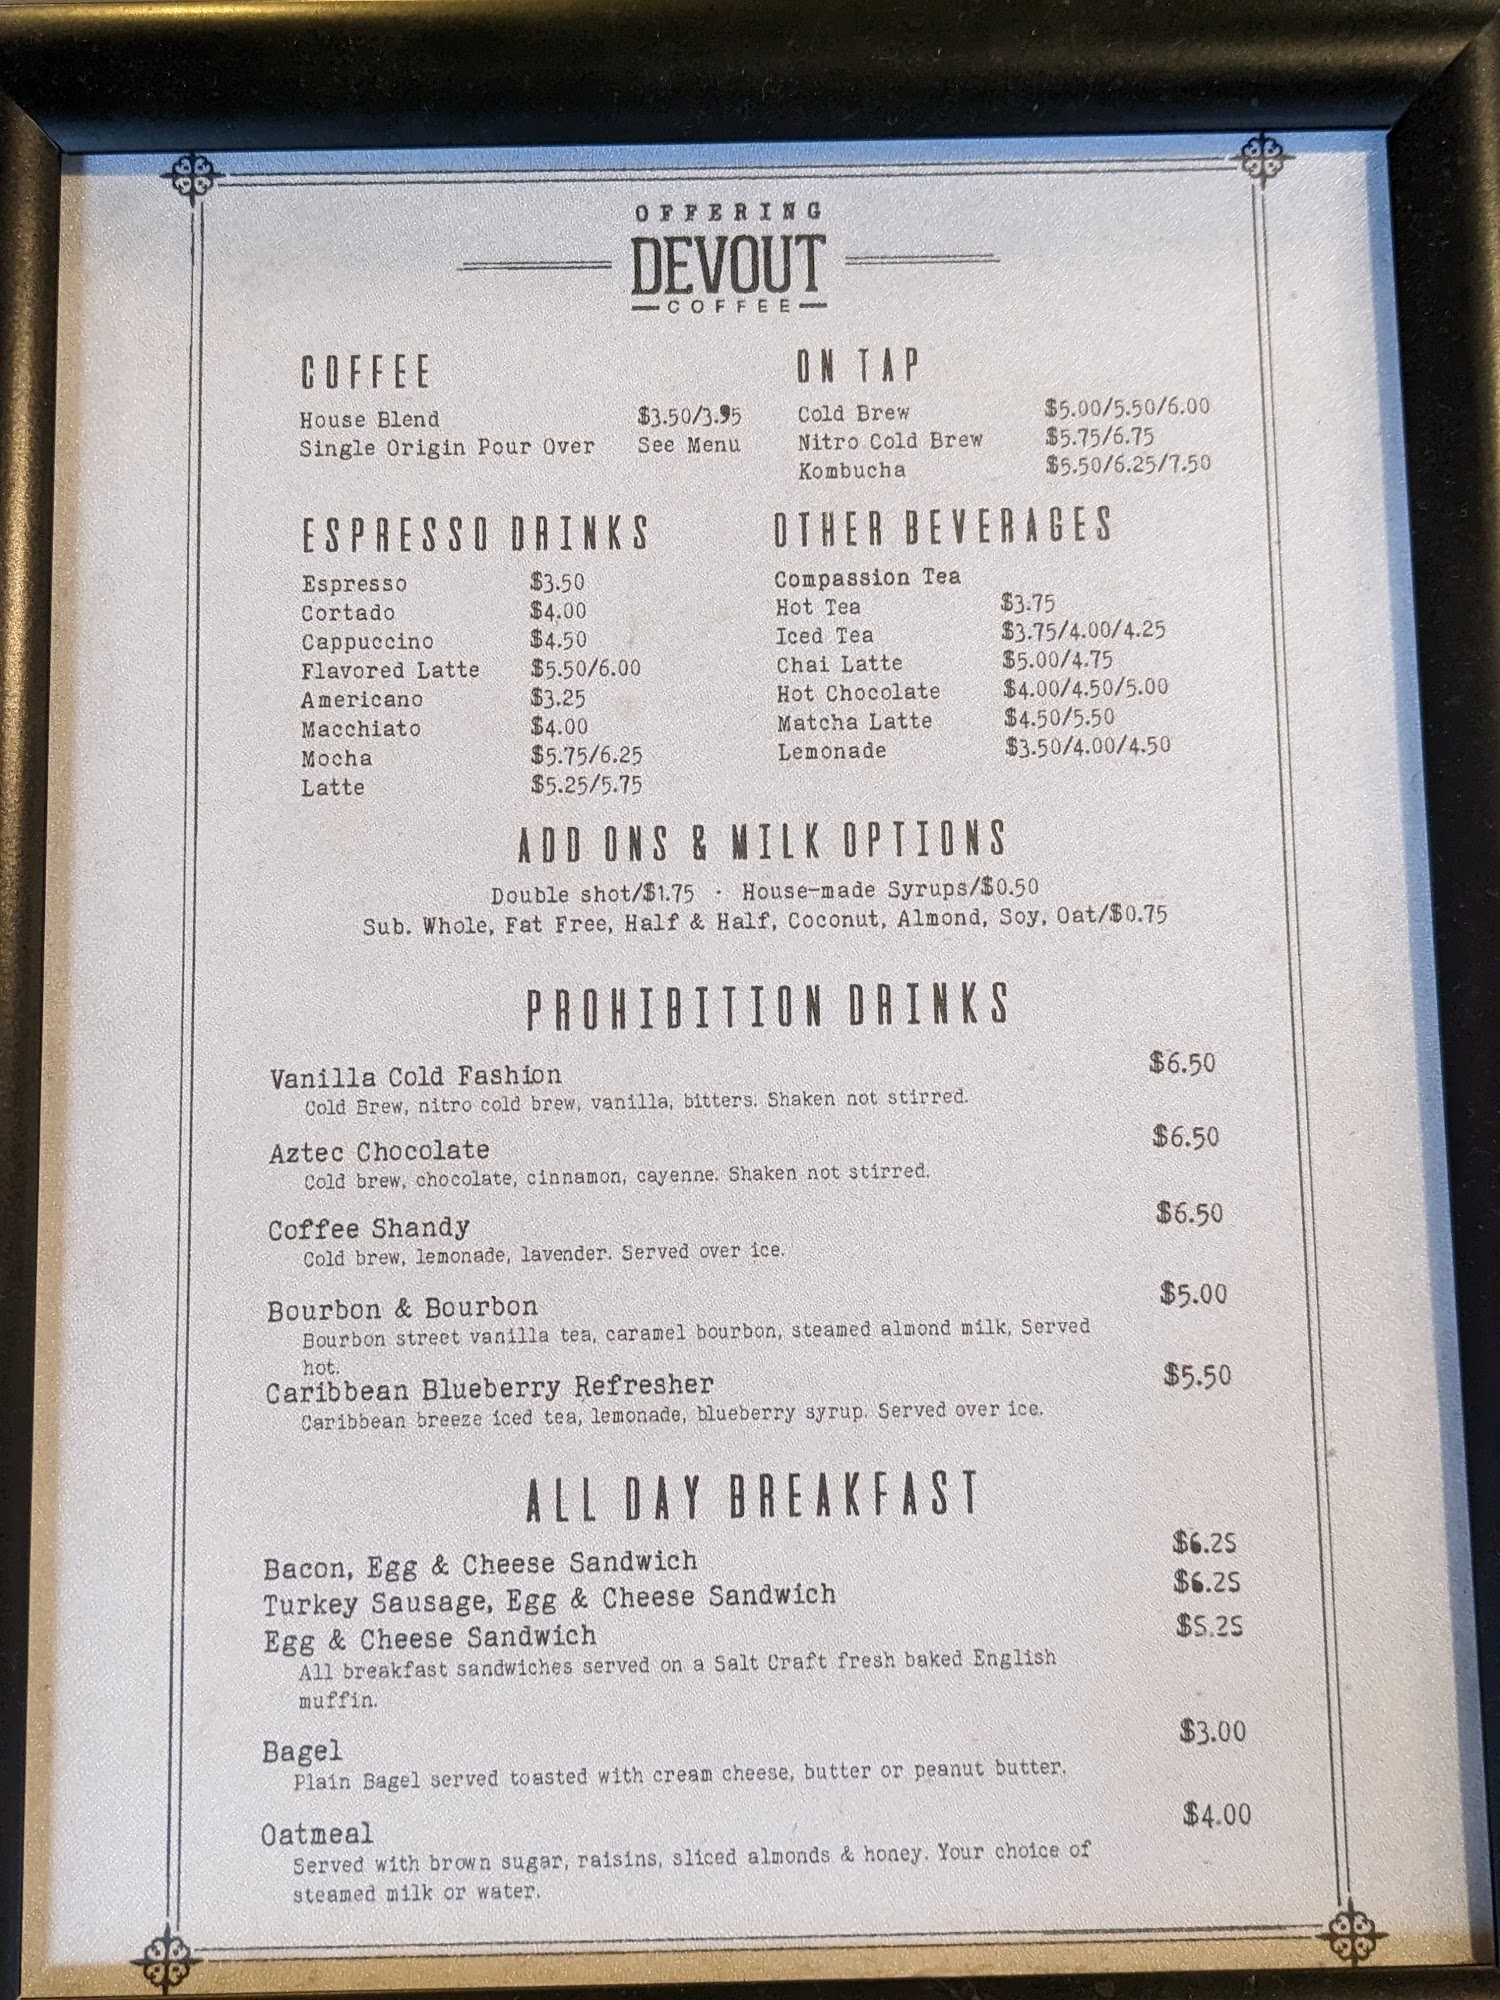 OFFERING
DEVOUT
COFFEE
COFFEE
House Blend $3.50/3.95
Single Origin Pour Over See Menu
ON TAP
Cold Brew $5.00/5.50/6.00
Nitro Cold Brew $5.75/6.75
Kombucha $5.50/6.25/7.50
ESPRESSO DRINKS
Espresso $3.50
Cortado $4.00
Cappuccino $4.50
Flavored Latte $5.50/6.00
Americano $3.25
Macchiato $4.00
Mocha $5.75/6.25
Latte $5.25/5.75
OTHER BEVERAGES
Compassion Tea
Hot Tea $3.75
Iced Tea $3.75/4.00/4.25
Chai Latte $5.00/4.75
Hot Chocolate $4.00/4.50/5.00
Matcha Latte $4.50/5.50
Lemonade $3.50/4.00/4.50
ADD ONS & MILK OPTIONS
Double shot/$1.75 · House-made Syrups/$0.50
Sub. Whole, Fat Free, Half & Half, Coconut, Almond, Soy, Oat/$0.75
PROHIBITION DRINKS
Vanilla Cold Fashion $6.50
Cold Brew, nitro cold brew, vanilla, bitters. Shaken not stirred.
Aztec Chocolate $6.50
Cold brew, chocolate, cinnamon, cayenne. Shaken not stirred.
Coffee Shandy $6.50
Cold brew, lemonade, lavender. Served over ice.
Bourbon & Bourbon $5.00
Bourbon street vanilla tea, caramel bourbon, steamed almond milk, Served
hot.
Caribbean Blueberry Refresher $5.50
Caribbean breeze iced tea, lemonade, blueberry syrup. Served over ice.
ALL DAY BREAKFAST
Bacon, Egg & Cheese Sandwich $6.25
Turkey Sausage, Egg & Cheese Sandwich $6.25
Egg & Cheese Sandwich $5.25
All breakfast sandwiches served on a Salt Craft fresh baked English
muffin.
Bagel $3.00
Plain Bagel served toasted with cream cheese, butter or peanut butter.
Oatmeal $4.00
Served with brown sugar, raisins, sliced almonds & honey. Your choice of
steamed milk or water.